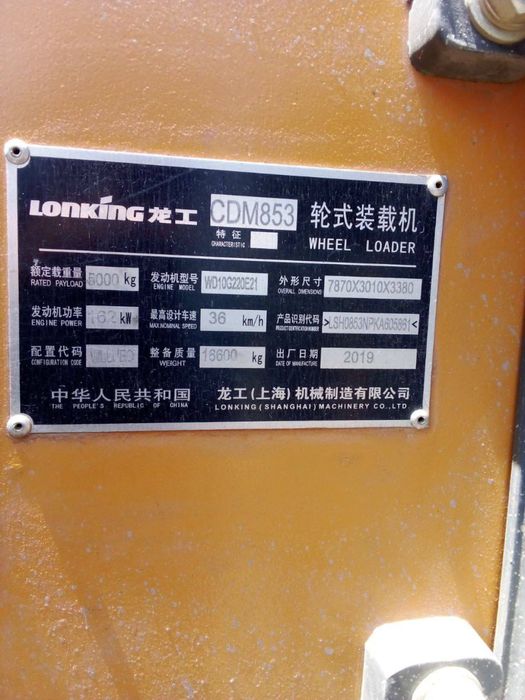 LONKING 龙工 CDM853 轮式装载机
特征
CHARACTERISTIC
WHEEL LOADER
额定载重量 5000 kg 发动机型号 WD10G220E21 外形尺寸 7870X3010X3380
RATED PAYLOAD ENGINE MODEL OVERALL DIMENSIONS
发动机功率 162 kW 最高设计车速 36 km/h 产品识别代码
ENGINE POWER MAX.NOMINAL SPEED PRODUCT IDENTIFICATION NUMBER
配置代码 整备质量 16600 kg 出厂日期 2019
CONFIGURATION CODE WEIGHT DATE OF MANUFACTURE
中华人民共和国 龙工(上海)机械制造有限公司
THE PEOPLE'S REPUBLIC OF CHINA LONKING(SHANGHAI)MACHINERY CO.,LTD